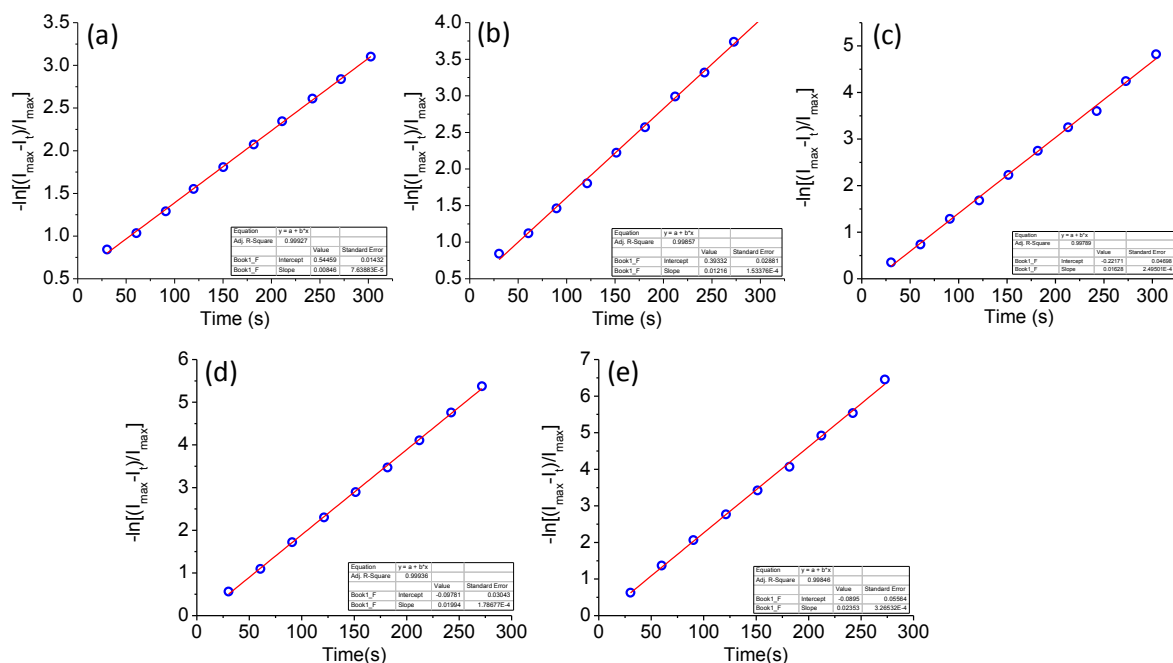 (a)
-ln[(I_max-I_t)/I_max]
3.5
3.0
2.5
2.0
1.5
1.0
0.5
0 50 100 150 200 250 300
Time (s)
Equation y = a + b*x
Adj. R-Square 0.99927
Value Standard Error
Book1_F Intercept 0.54459 0.01432
Book1_F Slope 0.00846 7.63883E-5
(b)
-ln[(I_max-I_t)/I_max]
4.0
3.5
3.0
2.5
2.0
1.5
1.0
0.5
0 50 100 150 200 250 300
Time (s)
Equation y = a + b*x
Adj. R-Square 0.99857
Value Standard Error
Book1_F Intercept 0.39332 0.02881
Book1_F Slope 0.01216 1.53376E-4
(c)
-ln[(I_max-I_t)/I_max]
5
4
3
2
1
0
0 50 100 150 200 250 300
Time (s)
Equation y = a + b*x
Adj. R-Square 0.99769
Value Standard Error
Book1_F Intercept -0.22171 0.04698
Book1_F Slope 0.01628 2.49501E-4
(d)
-ln[(I_max-I_t)/I_max]
6
5
4
3
2
1
0
0 50 100 150 200 250 300
Time(s)
Equation y = a + b*x
Adj. R-Square 0.99936
Value Standard Error
Book1_F Intercept -0.09781 0.03043
Book1_F Slope 0.01994 1.78677E-4
(e)
-ln[(I_max-I_t)/I_max]
7
6
5
4
3
2
1
0
0 50 100 150 200 250 300
Time(s)
Equation y = a + b*x
Adj. R-Square 0.99846
Value Standard Error
Book1_F Intercept -0.0895 0.05564
Book1_F Slope 0.02353 3.26532E-4